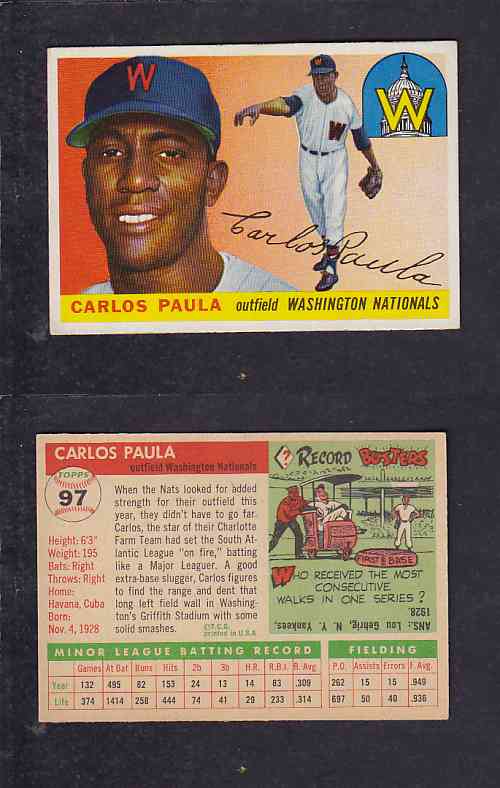 W
W
W
Carlos Paula
CARLOS PAULA outfield WASHINGTON NATIONALS
CARLOS PAULA
outfield Washington Nationals
TOPPS
97
Height: 6'3"
Weight: 195
Bats: Right
Throws: Right
Home:
Havana, Cuba
Born:
Nov. 4, 1928
When the Nats looked for added
strength for their outfield this
year, they didn't have to go far.
Carlos, the star of their Charlotte
Farm Team had set the South At-
lantic League "on fire," batting
like a Major Leaguer. A good
extra-base slugger, Carlos figures
to find the range and dent that
long left field wall in Washing-
ton's Griffith Stadium with some
solid smashes.
©T.C.G.
printed in U.S.A
? RECORD BUSTERS
FIRST BASE
WHO RECEIVED THE MOST
CONSECUTIVE
WALKS IN ONE SERIES?
ANS.: Lou Gehrig, N. Y. Yankees,
1928.
MINOR LEAGUE BATTING RECORD FIELDING
Games At Bat Runs Hits 2b 3b H.R. R.B.I. B. Avg P.O. Assists Errors F. Avg.
Year 132 495 82 153 24 13 14 83 .309 262 15 15 .949
Life 374 1414 258 444 74 41 29 233 .314 697 50 40 .936